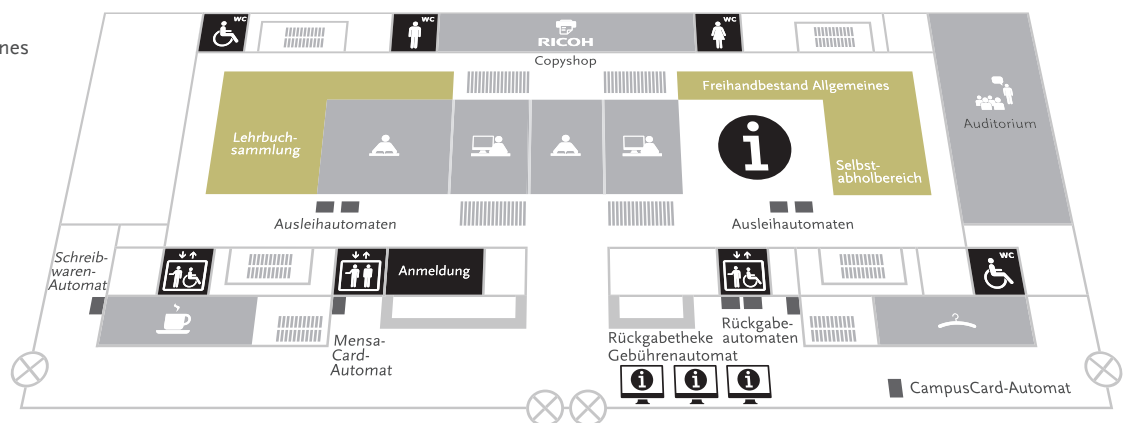 nes
WC
WC
RICOH
WC
Copyshop
Freihandbestand Allgemeines
Lehrbuch-
sammlung
Auditorium
Selbst-
abholbereich
Ausleihautomaten
Ausleihautomaten
Schreib-
waren-
Automat
Anmeldung
WC
Mensa-
Card-
Automat
Rückgabetheke
Gebührenautomat
Rückgabe-
automaten
CampusCard-Automat